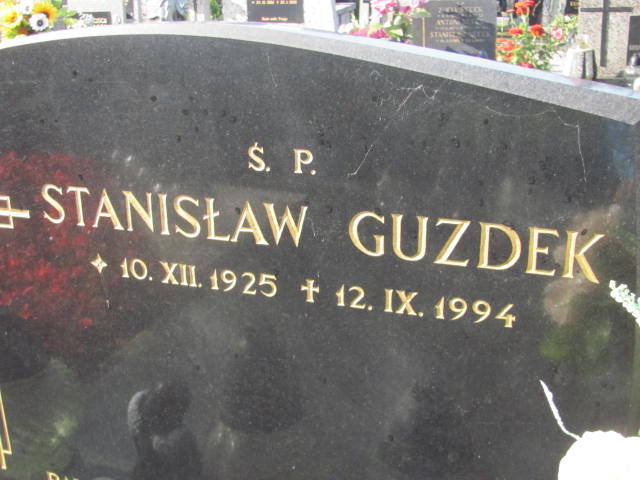 Ś. P.
STANISŁAW GUZDEK
10. XII. 1925 12. IX. 1994